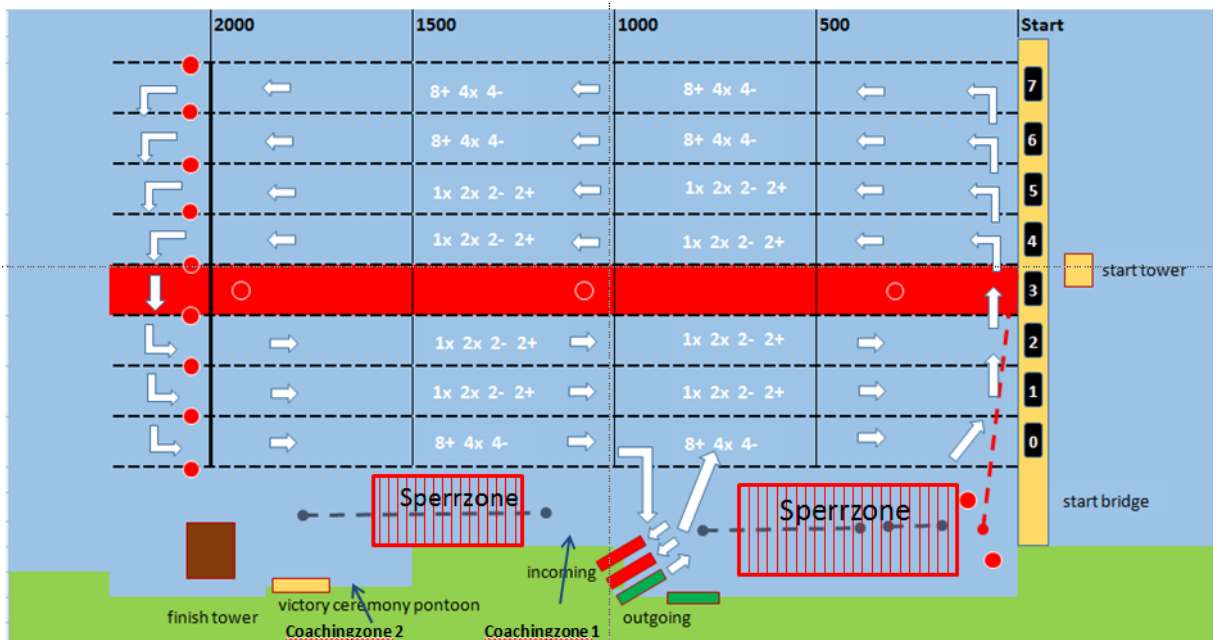 2000 1500 1000 500 Start
8+ 4x 4- 8+ 4x 4- 7
8+ 4x 4- 8+ 4x 4- 6
1x 2x 2- 2+ 1x 2x 2- 2+ 5
1x 2x 2- 2+ 1x 2x 2- 2+ 4
start tower
3
1x 2x 2- 2+ 1x 2x 2- 2+ 2
1x 2x 2- 2+ 1x 2x 2- 2+ 1
8+ 4x 4- 8+ 4x 4- 0
Sperrzone Sperrzone
start bridge
incoming
victory ceremony pontoon
finish tower outgoing
Coachingzone 2 Coachingzone 1